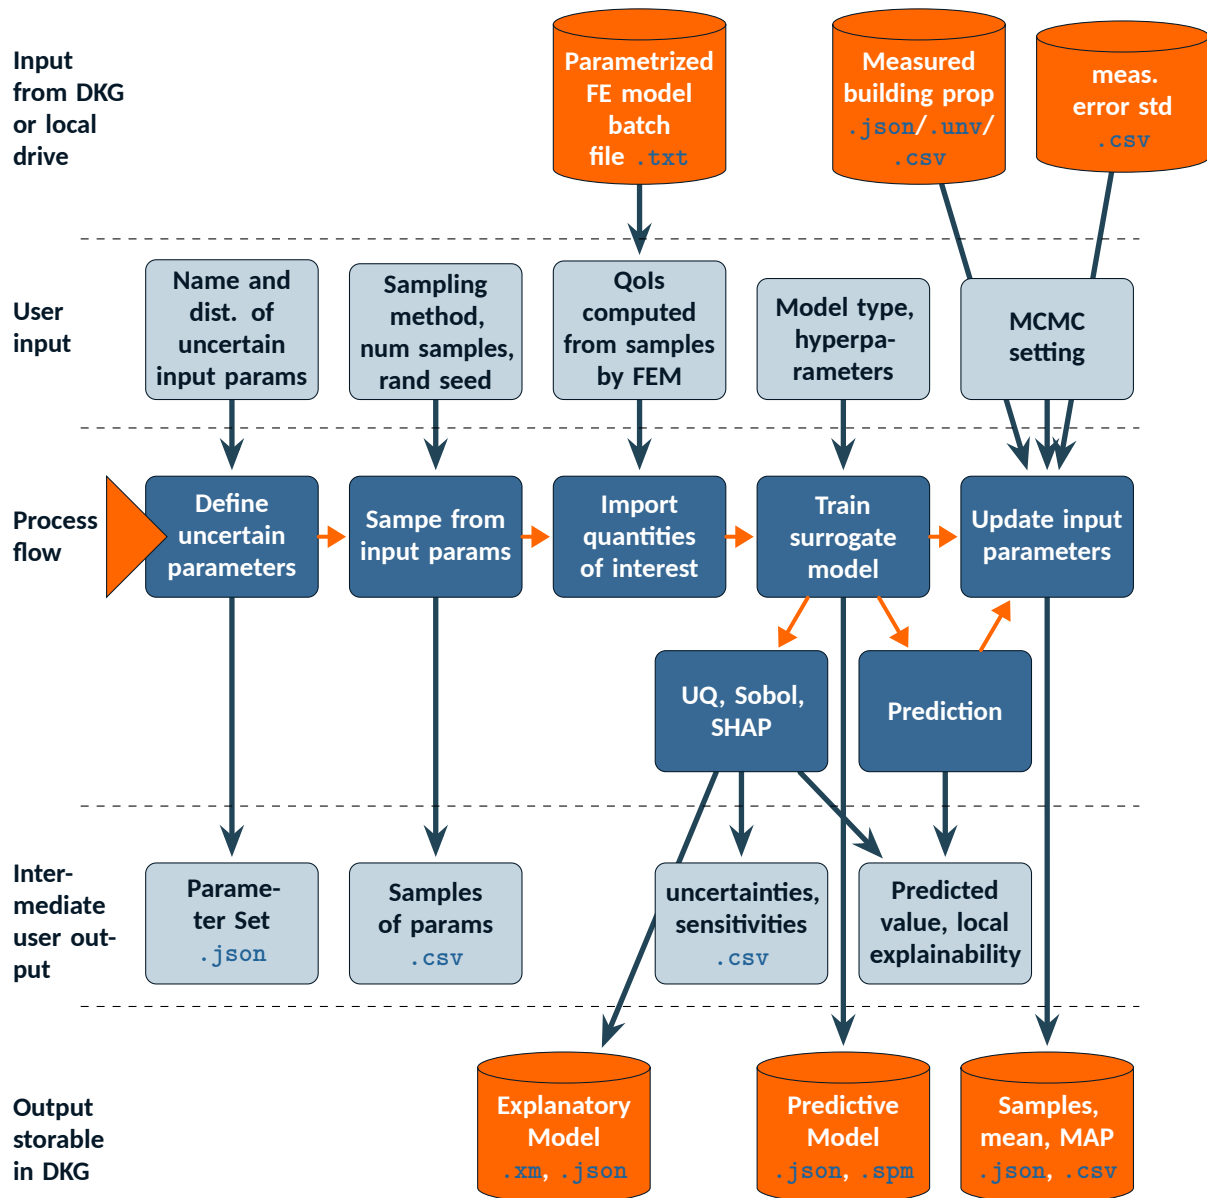 Input
from DKG
or local
drive
Parametrized
FE model
batch
file .txt
Measured
building prop
.json/.unv/
.csv
meas.
error std
.csv
User
input
Name and
dist. of
uncertain
input params
Sampling
method,
num samples,
rand seed
QoIs
computed
from samples
by FEM
Model type,
hyperpa-
rameters
MCMC
setting
Process
flow
Define
uncertain
parameters
Sampe from
input params
Import
quantities
of interest
Train
surrogate
model
Update input
parameters
UQ, Sobol,
SHAP
Prediction
Inter-
mediate
user out-
put
Parame-
ter Set
.json
Samples
of params
.csv
uncertainties,
sensitivities
.csv
Predicted
value, local
explainability
Output
storable
in DKG
Explanatory
Model
.xm, .json
Predictive
Model
.json, .spm
Samples,
mean, MAP
.json, .csv